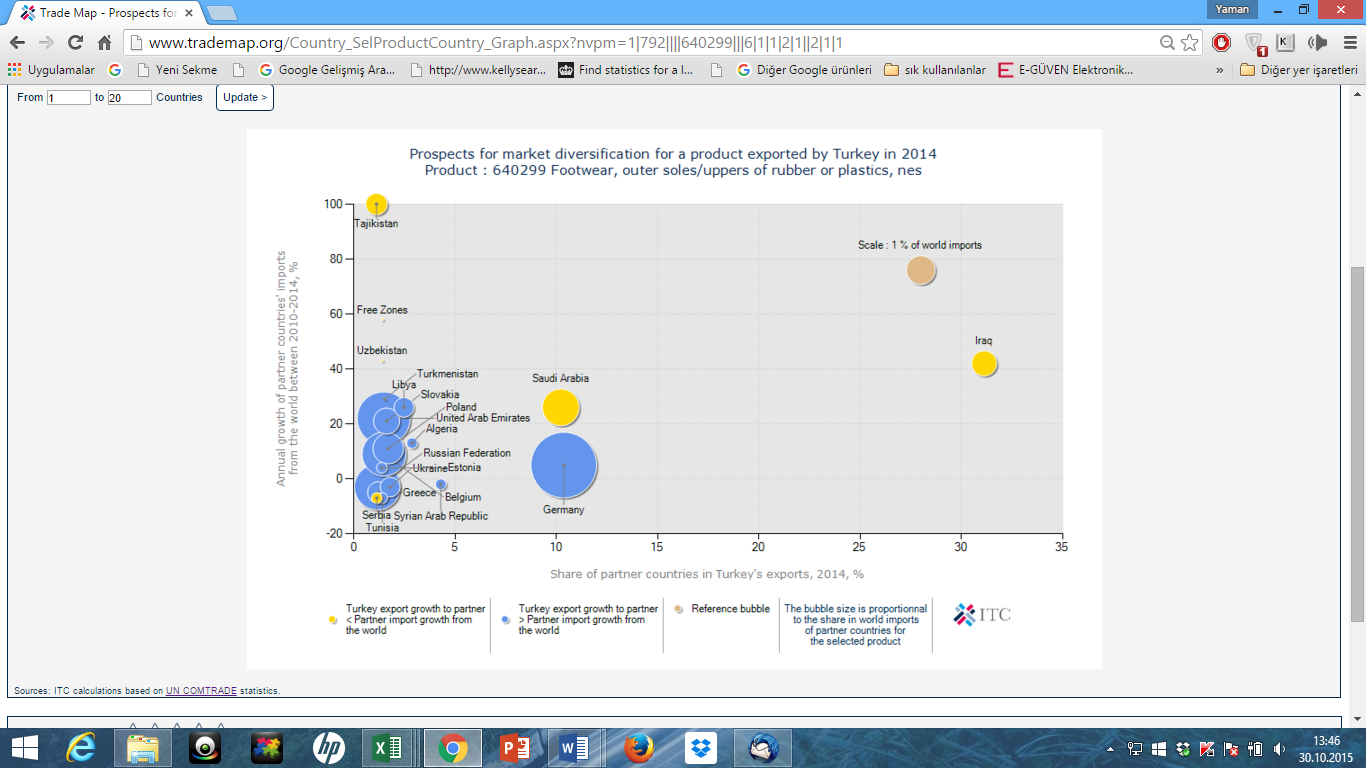 Trade Map - Prospects for
Yaman
www.trademap.org/Country_SelProductCountry_Graph.aspx?nvpm=1|792||||640299|||6|1|1|2|1||2|1|1
Uygulamalar
Yeni Sekme
Google Gelişmiş Ara...
http://www.kellysear...
Find statistics for a l...
Diğer Google ürünleri
sık kullanılanlar
E-GÜVEN Elektronik...
»
Diğer yer işaretleri
From 1 to 20 Countries Update >
Prospects for market diversification for a product exported by Turkey in 2014
Product : 640299 Footwear, outer soles/uppers of rubber or plastics, nes
Annual growth of partner countries' imports
from the world between 2010-2014, %
100
80
60
40
20
0
-20
Tajikistan
Scale : 1 % of world imports
Free Zones
Iraq
Uzbekistan
Turkmenistan
Saudi Arabia
Libya
Slovakia
Poland
United Arab Emirates
Algeria
Russian Federation
Ukraine
Estonia
Greece
Belgium
Germany
Serbia
Syrian Arab Republic
Tunisia
0 5 10 15 20 25 30 35
Share of partner countries in Turkey's exports, 2014, %
Turkey export growth to partner
< Partner import growth from
the world
Turkey export growth to partner
> Partner import growth from
the world
Reference bubble
The bubble size is proportionnal
to the share in world imports
of partner countries for
the selected product
ITC
Sources: ITC calculations based on UN COMTRADE statistics.
13:46
30.10.2015